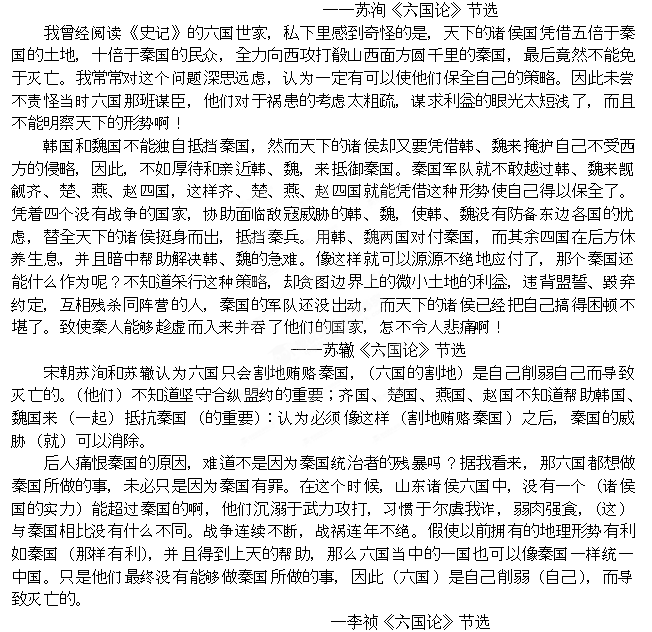 ——苏洵《六国论》节选
我曾经阅读《史记》的六国世家，私下里感到奇怪的是，天下的诸侯国凭借五倍于秦
国的土地，十倍于秦国的民众，全力向西攻打殽山西面方圆千里的秦国，最后竟然不能免
于灭亡。我常常对这个问题深思远虑，认为一定有可以使他们保全自己的策略。因此未尝
不责怪当时六国那班谋臣，他们对于祸患的考虑太粗疏，谋求利益的眼光太短浅了，而且
不能明察天下的形势啊！
韩国和魏国不能独自抵挡秦国，然而天下的诸侯却又要凭借韩、魏来掩护自己不受西
方的侵略，因此，不如厚待和亲近韩、魏，来抵御秦国。秦国军队就不敢越过韩、魏来觊
觎齐、楚、燕、赵四国，这样齐、楚、燕、赵四国就能凭借这种形势使自己得以保全了。
凭着四个没有战争的国家，协助面临敌寇威胁的韩、魏，使韩、魏没有防备东边各国的忧
虑，替全天下的诸侯挺身而出，抵挡秦兵。用韩、魏两国对付秦国，而其余四国在后方休
养生息，并且暗中帮助解决韩、魏的急难。像这样就可以源源不绝地应付了，那个秦国还
能什么作为呢？不知道采行这种策略，却贪图边界上的微小土地的利益，违背盟誓、毁弃
约定，互相残杀同阵营的人，秦国的军队还没出动，而天下的诸侯已经把自己搞得困顿不
堪了。致使秦人能够趁虚而入来并吞了他们的国家，怎不令人悲痛啊！
——苏辙《六国论》节选
宋朝苏洵和苏辙认为六国只会割地贿赂秦国，（六国的割地）是自己削弱自己而导致
灭亡的。（他们）不知道坚守合纵盟约的重要；齐国、楚国、燕国、赵国不知道帮助韩国、
魏国来（一起）抵抗秦国（的重要）：认为必须像这样（割地贿赂秦国）之后，秦国的威
胁（就）可以消除。
后人痛恨秦国的原因，难道不是因为秦国统治者的残暴吗？据我看来，那六国都想做
秦国所做的事，未必只是因为秦国有罪。在这个时候，山东诸侯六国中，没有一个（诸侯
国的实力）能超过秦国的啊，他们沉溺于武力攻打，习惯于尔虞我诈，弱肉强食，（这）
与秦国相比没有什么不同。战争连续不断，战祸连年不绝。假使以前拥有的地理形势有利
如秦国（那样有利），并且得到上天的帮助，那么六国当中的一国也可以像秦国一样统一
中国。只是他们最终没有能够做秦国所做的事，因此（六国）是自己削弱（自己），而导
致灭亡的。
—李祯《六国论》节选